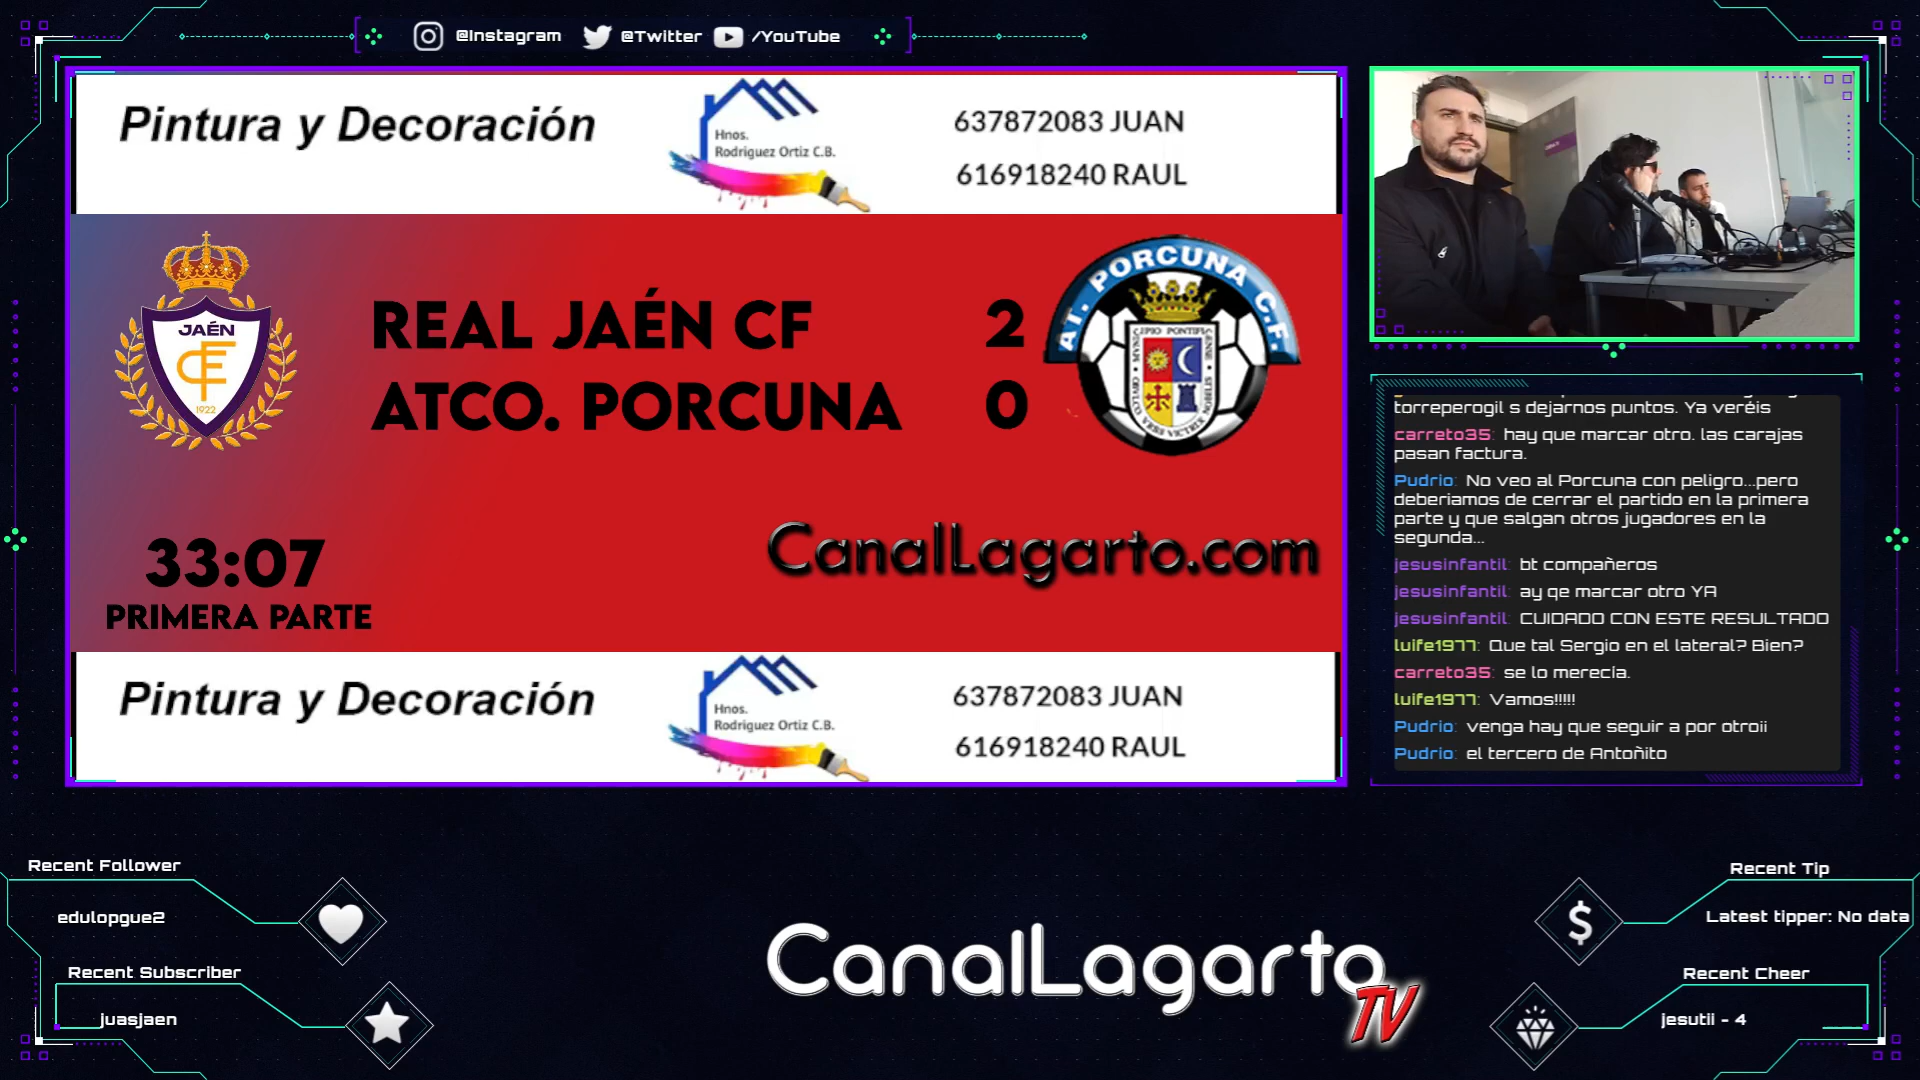 @Instagram @Twitter /YouTube
Pintura y Decoración
Hnos.
Rodriguez Ortiz C.B.
637872083 JUAN
616918240 RAUL
JAÉN
CF
1922
REAL JAÉN CF 2
ATCO. PORCUNA 0
AT. PORCUNA C.F.
33:07
PRIMERA PARTE
CanalLagarto.com
Pintura y Decoración
Hnos.
Rodriguez Ortiz C.B.
637872083 JUAN
616918240 RAUL
torreperogil s dejarnos puntos. Ya veréis
carreto35: hay que marcar otro. las carajas
pasan factura.
Pudrio: No veo al Porcuna con peligro...pero
deberiamos de cerrar el partido en la primera
parte y que salgan otros jugadores en la
segunda...
jesusinfantil: bt compañeros
jesusinfantil: ay qe marcar otro YA
jesusinfantil: CUIDADO CON ESTE RESULTADO
luife1977: Que tal Sergio en el lateral? Bien?
carreto35: se lo merecia.
luife1977: Vamos!!!!!
Pudrio: venga hay que seguir a por otroii
Pudrio: el tercero de Antoñito
Recent Follower
edulopgue2
Recent Subscriber
juasjaen
CanalLagarto
TV
Recent Tip
$
Latest tipper: No data
Recent Cheer
jesutii - 4